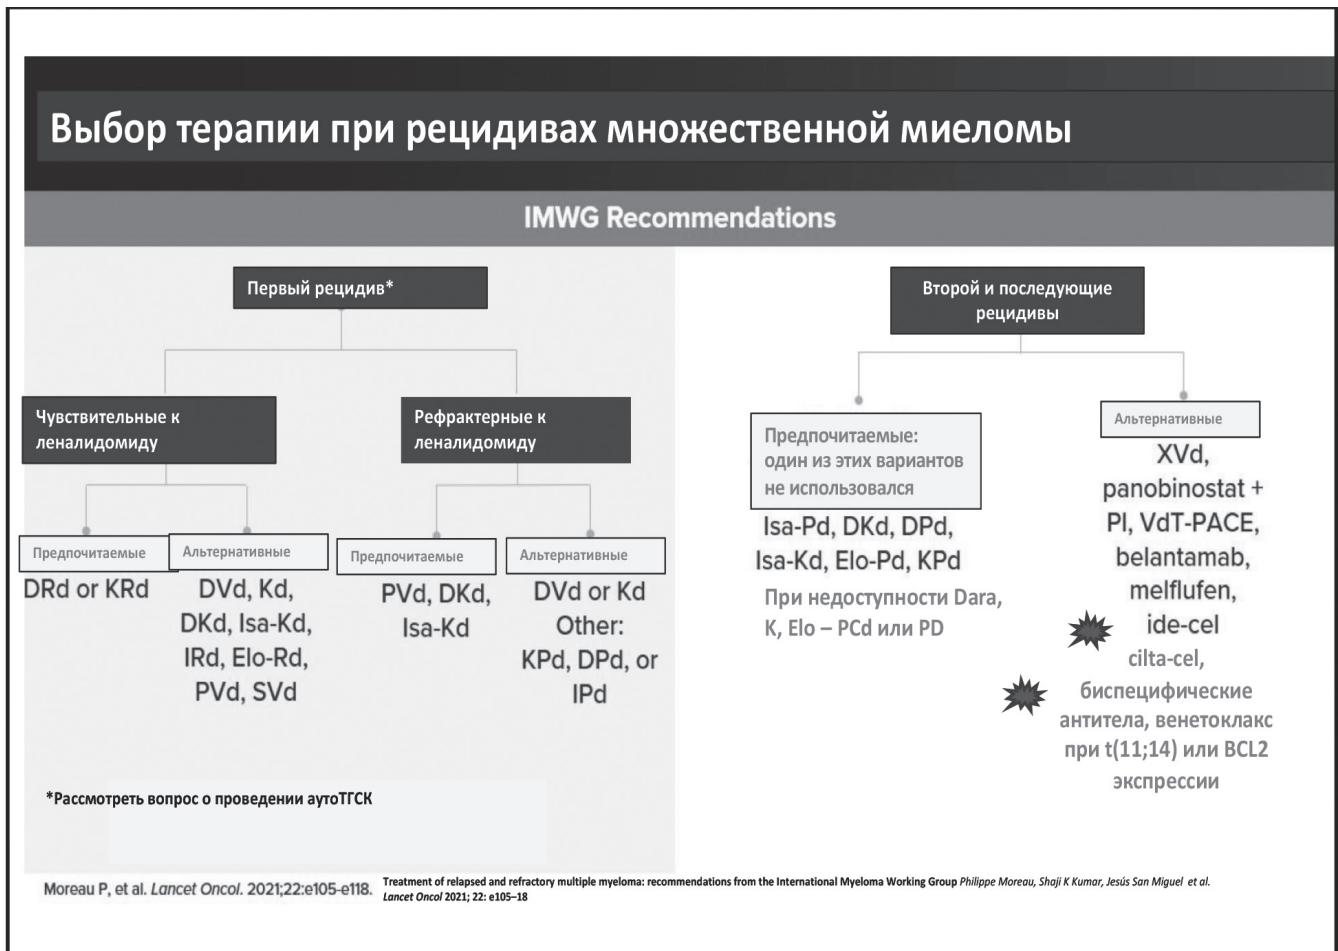 Выбор терапии при рецидивах множественной миеломы
IMWG Recommendations
Первый рецидив*
Чувствительные к
леналидомиду
Рефрактерные к
леналидомиду
Предпочитаемые
DRd or KRd
Альтернативные
DVd, Kd,
DKd, Isa-Kd,
IRd, Elo-Rd,
PVd, SVd
Предпочитаемые
PVd, DKd,
Isa-Kd
Альтернативные
DVd or Kd
Other:
KPd, DPd, or
IPd
*Рассмотреть вопрос о проведении аутоТГСК
Второй и последующие
рецидивы
Предпочитаемые:
один из этих вариантов
не использовался
Isa-Pd, DKd, DPd,
Isa-Kd, Elo-Pd, KPd
При недоступности Dara,
K, Elo – PCd или PD
Альтернативные
XVd,
panobinostat +
PI, VdT-PACE,
belantamab,
melflufen,
ide-cel
cilta-cel,
биспецифические
антитела, венетоклакс
при t(11;14) или BCL2
экспрессии
Moreau P, et al. Lancet Oncol. 2021;22:e105-e118.
Treatment of relapsed and refractory multiple myeloma: recommendations from the International Myeloma Working Group Philippe Moreau, Shaji K Kumar, Jesús San Miguel et al.
Lancet Oncol 2021; 22: e105–18